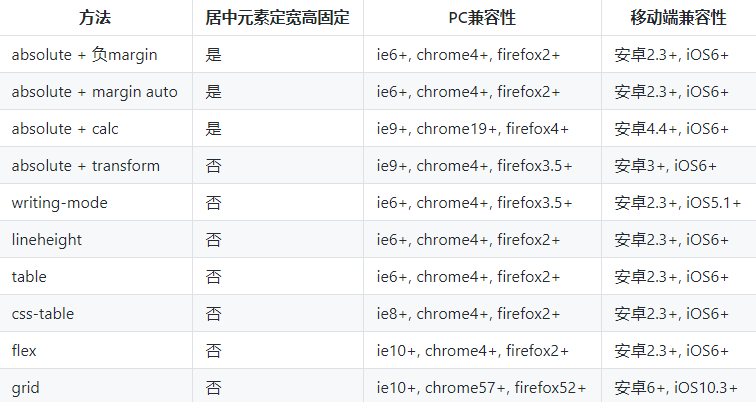 方法 居中元素定宽高固定 PC兼容性 移动端兼容性
absolute + 负margin 是 ie6+, chrome4+, firefox2+ 安卓2.3+, iOS6+
absolute + margin auto 是 ie6+, chrome4+, firefox2+ 安卓2.3+, iOS6+
absolute + calc 是 ie9+, chrome19+, firefox4+ 安卓4.4+, iOS6+
absolute + transform 否 ie9+, chrome4+, firefox3.5+ 安卓3+, iOS6+
writing-mode 否 ie6+, chrome4+, firefox3.5+ 安卓2.3+, iOS5.1+
lineheight 否 ie6+, chrome4+, firefox2+ 安卓2.3+, iOS6+
table 否 ie6+, chrome4+, firefox2+ 安卓2.3+, iOS6+
css-table 否 ie8+, chrome4+, firefox2+ 安卓2.3+, iOS6+
flex 否 ie10+, chrome4+, firefox2+ 安卓2.3+, iOS6+
grid 否 ie10+, chrome57+, firefox52+ 安卓6+, iOS10.3+